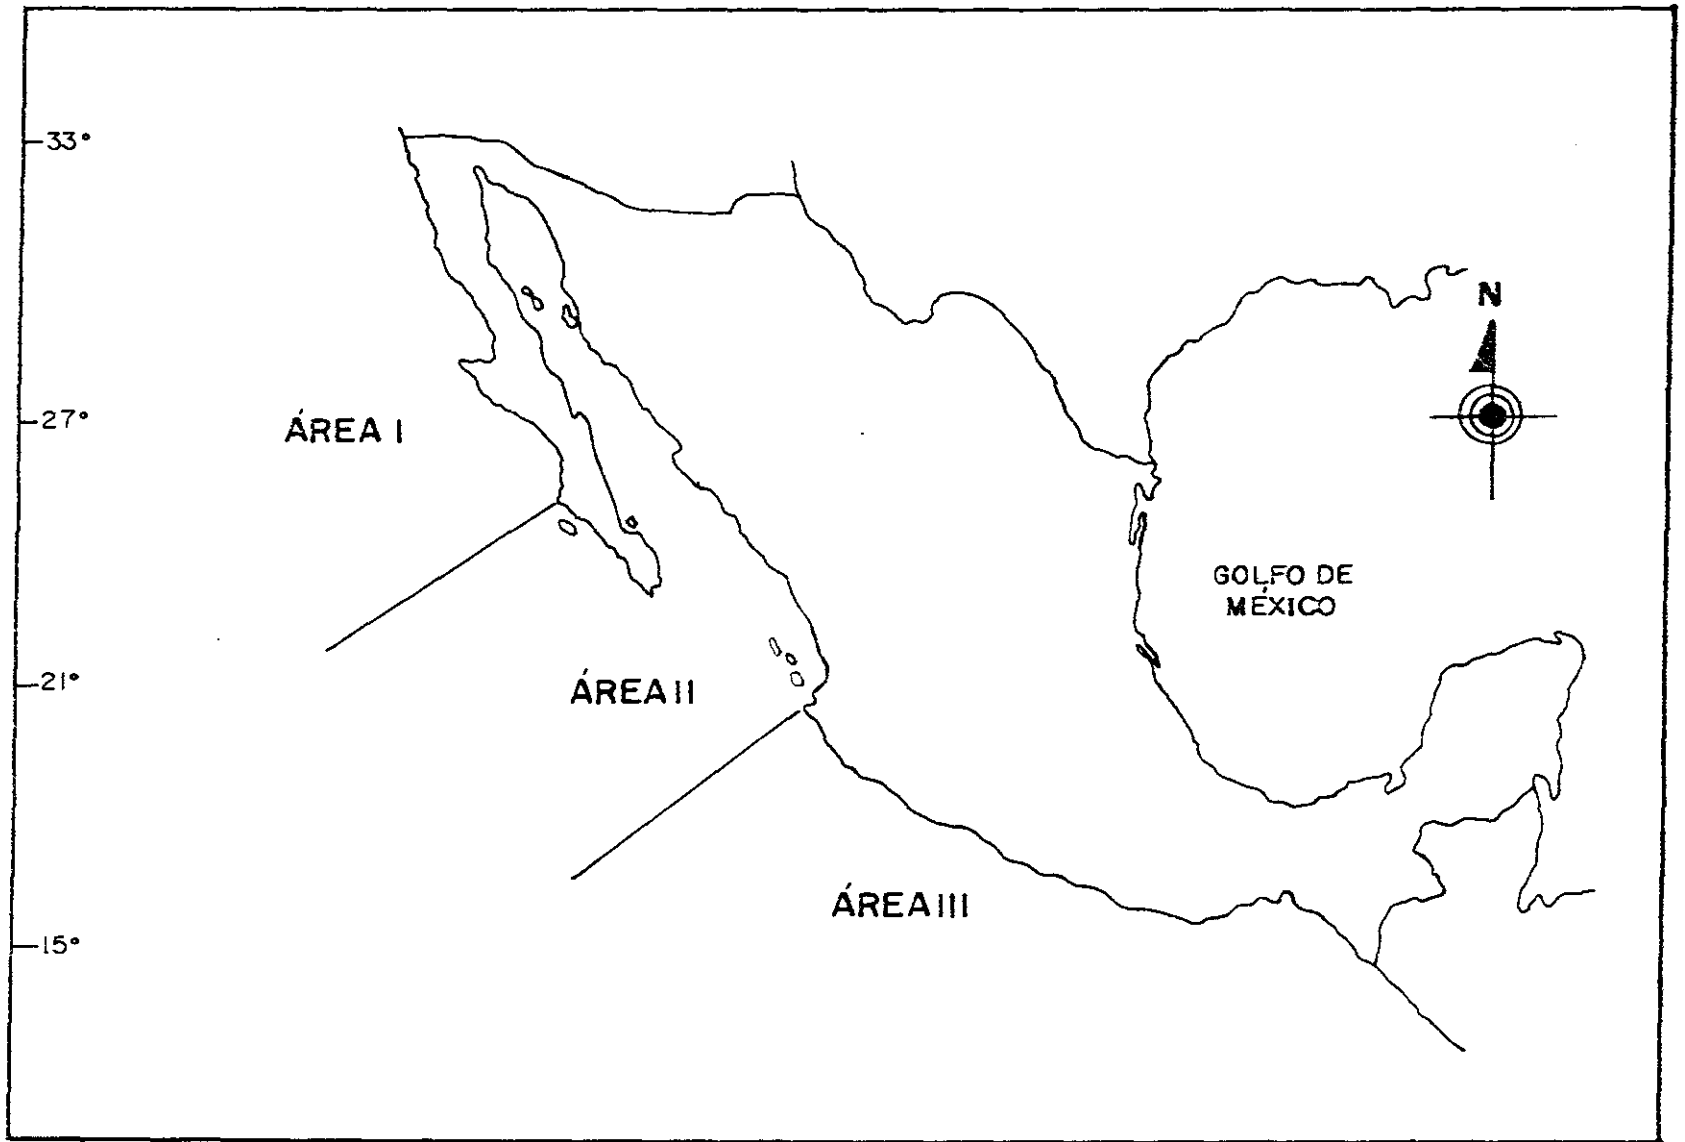 33°
N
27°
ÁREA I
GOLFO DE
MÉXICO
21°
ÁREA II
ÁREA III
15°